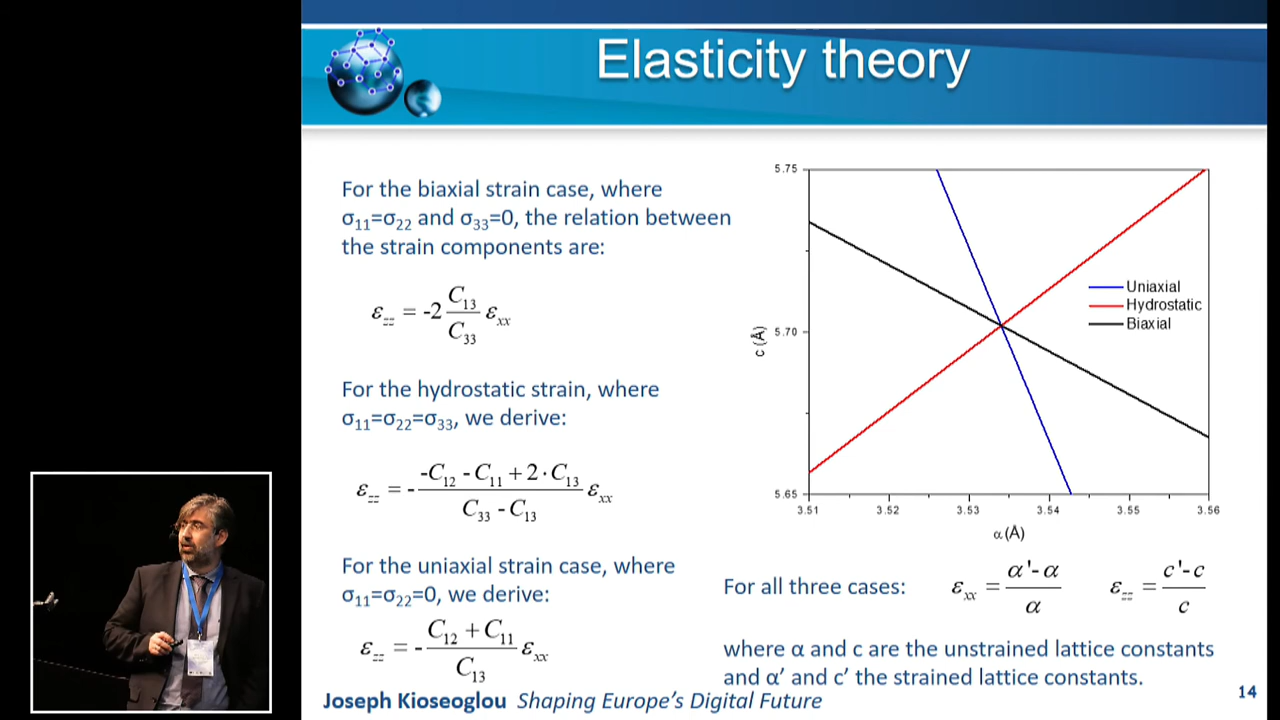 Elasticity theory
For the biaxial strain case, where
σ₁₁=σ₂₂ and σ₃₃=0, the relation between
the strain components are:
ε_zz = -2 C₁₃/C₃₃ ε_xx
For the hydrostatic strain, where
σ₁₁=σ₂₂=σ₃₃, we derive:
ε_zz = - (-C₁₂ - C₁₁ + 2·C₁₃)/(C₃₃ - C₁₃) ε_xx
For the uniaxial strain case, where
σ₁₁=σ₂₂=0, we derive:
ε_zz = - (C₁₂ + C₁₁)/C₁₃ ε_xx
5.75
5.70
5.65
c (Å)
3.51 3.52 3.53 3.54 3.55 3.56
α (Å)
Uniaxial
Hydrostatic
Biaxial
For all three cases: ε_xx = (α'-α)/α ε_zz = (c'-c)/c
where α and c are the unstrained lattice constants
and α′ and c′ the strained lattice constants.
Joseph Kioseoglou Shaping Europe's Digital Future
14